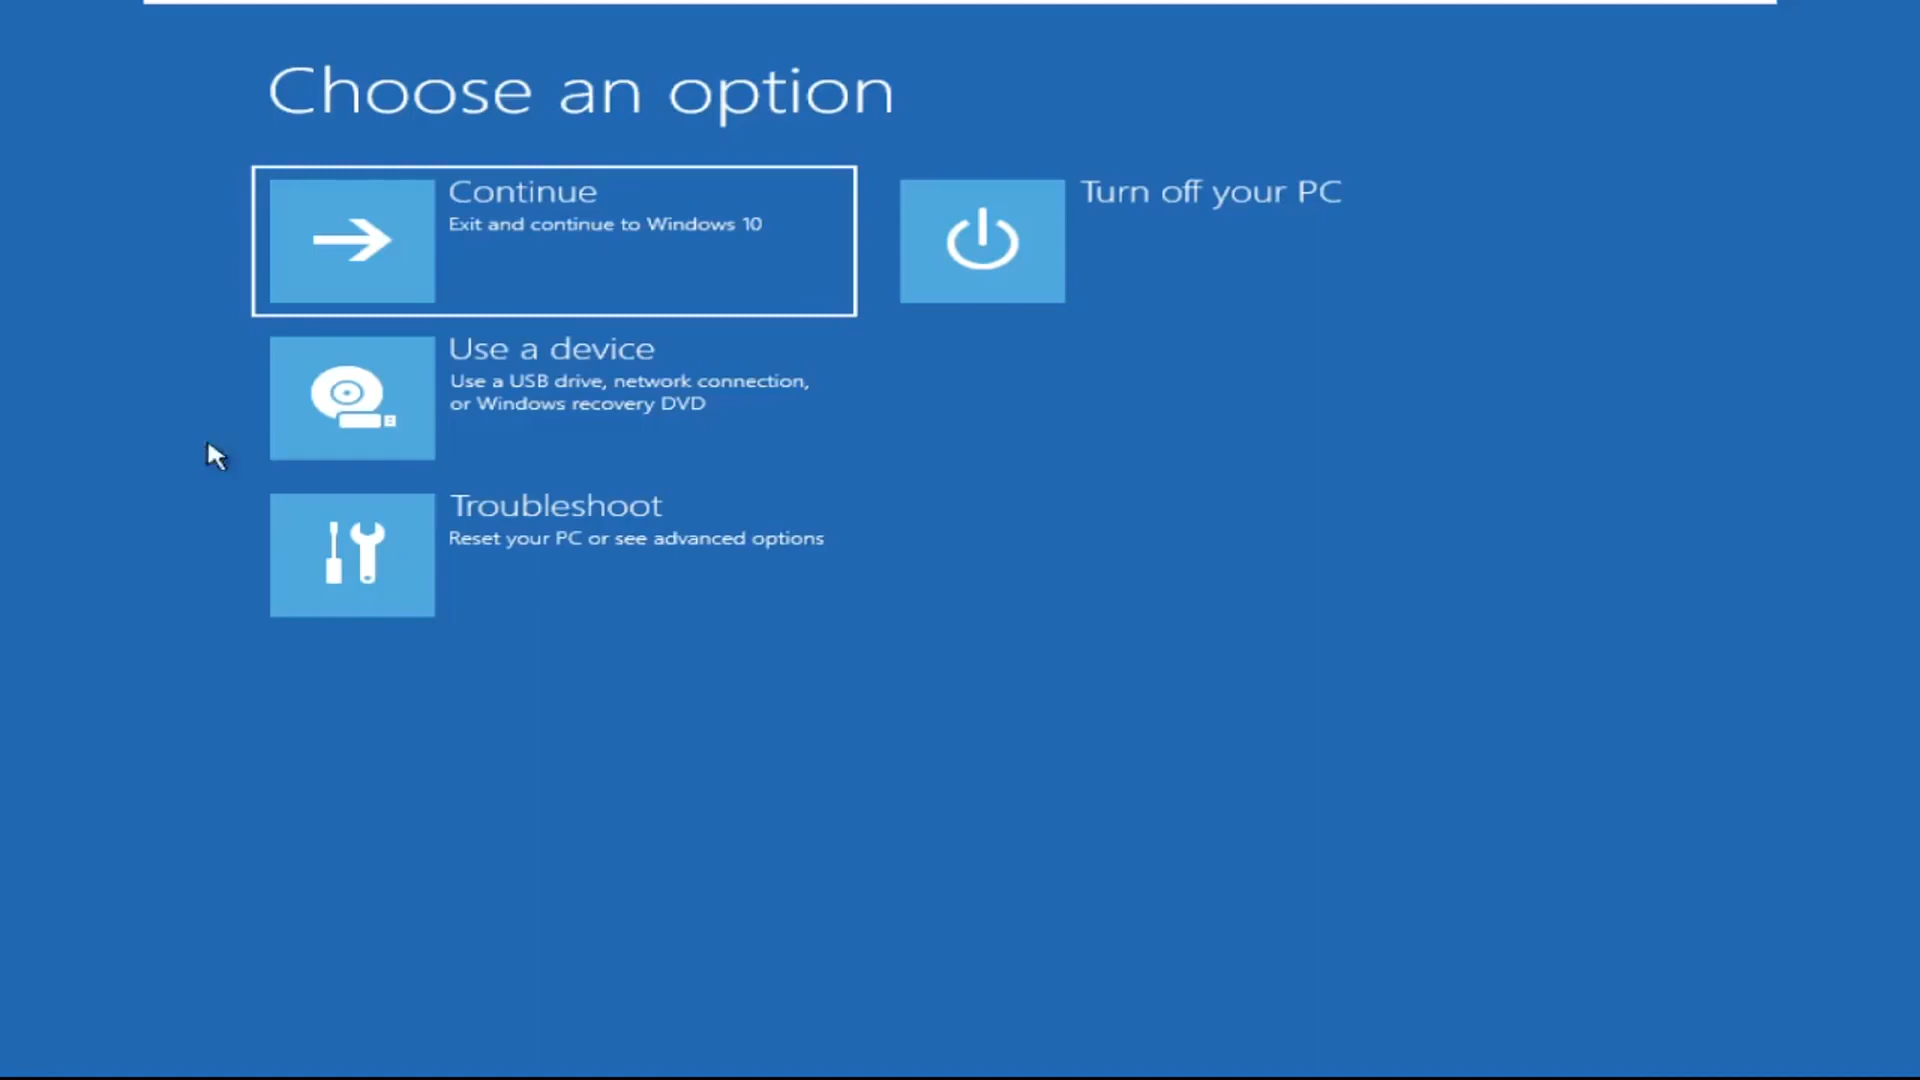 Choose an option
Continue
Exit and continue to Windows 10
Turn off your PC
Use a device
Use a USB drive, network connection,
or Windows recovery DVD
Troubleshoot
Reset your PC or see advanced options